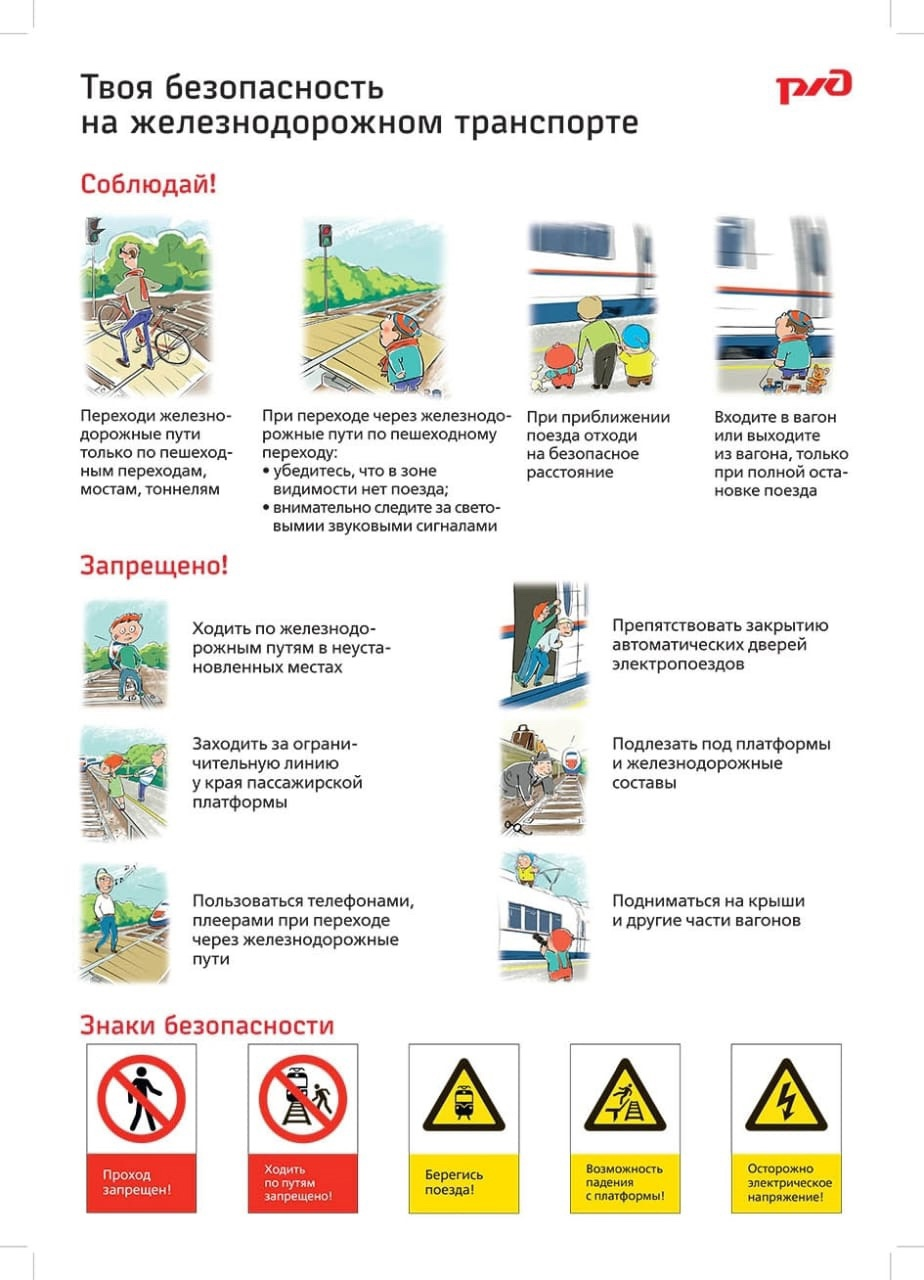 Твоя безопасность
на железнодорожном транспорте
ржд
Соблюдай!
Переходи железно-
дорожные пути
только по пешеход-
ным переходам,
мостам, тоннелям
При переходе через железнодо-
рожные пути по пешеходному
переходу:
• убедитесь, что в зоне
видимости нет поезда;
• внимательно следите за свето-
вымии звуковыми сигналами
При приближении
поезда отходи
на безопасное
расстояние
Входите в вагон
или выходите
из вагона, только
при полной оста-
новке поезда
Запрещено!
Ходить по железнодо-
рожным путям в неуста-
новленных местах
Препятствовать закрытию
автоматических дверей
электропоездов
Заходить за ограни-
чительную линию
у края пассажирской
платформы
Подлезать под платформы
и железнодорожные
составы
Пользоваться телефонами,
плеерами при переходе
через железнодорожные
пути
Подниматься на крыши
и другие части вагонов
Знаки безопасности
Проход
запрещен!
Ходить
по путям
запрещено!
Берегись
поезда!
Возможность
падения
с платформы!
Осторожно
электрическое
напряжение!